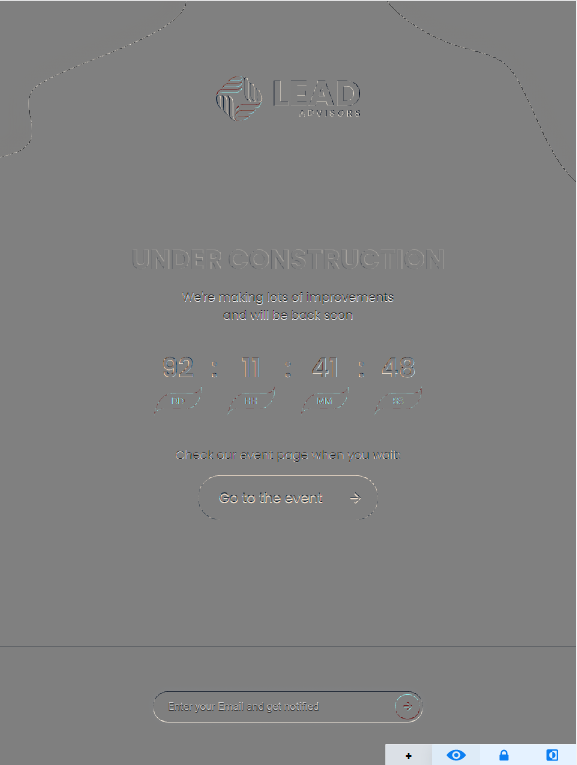 LEAD
ADVISORS
UNDER CONSTRUCTION
We're making lots of improvements
and will be back soon
92 : 11 : 41 : 48
DD HH MM SS
Check our event page when you wait
Go to the event
Enter your Email and get notified